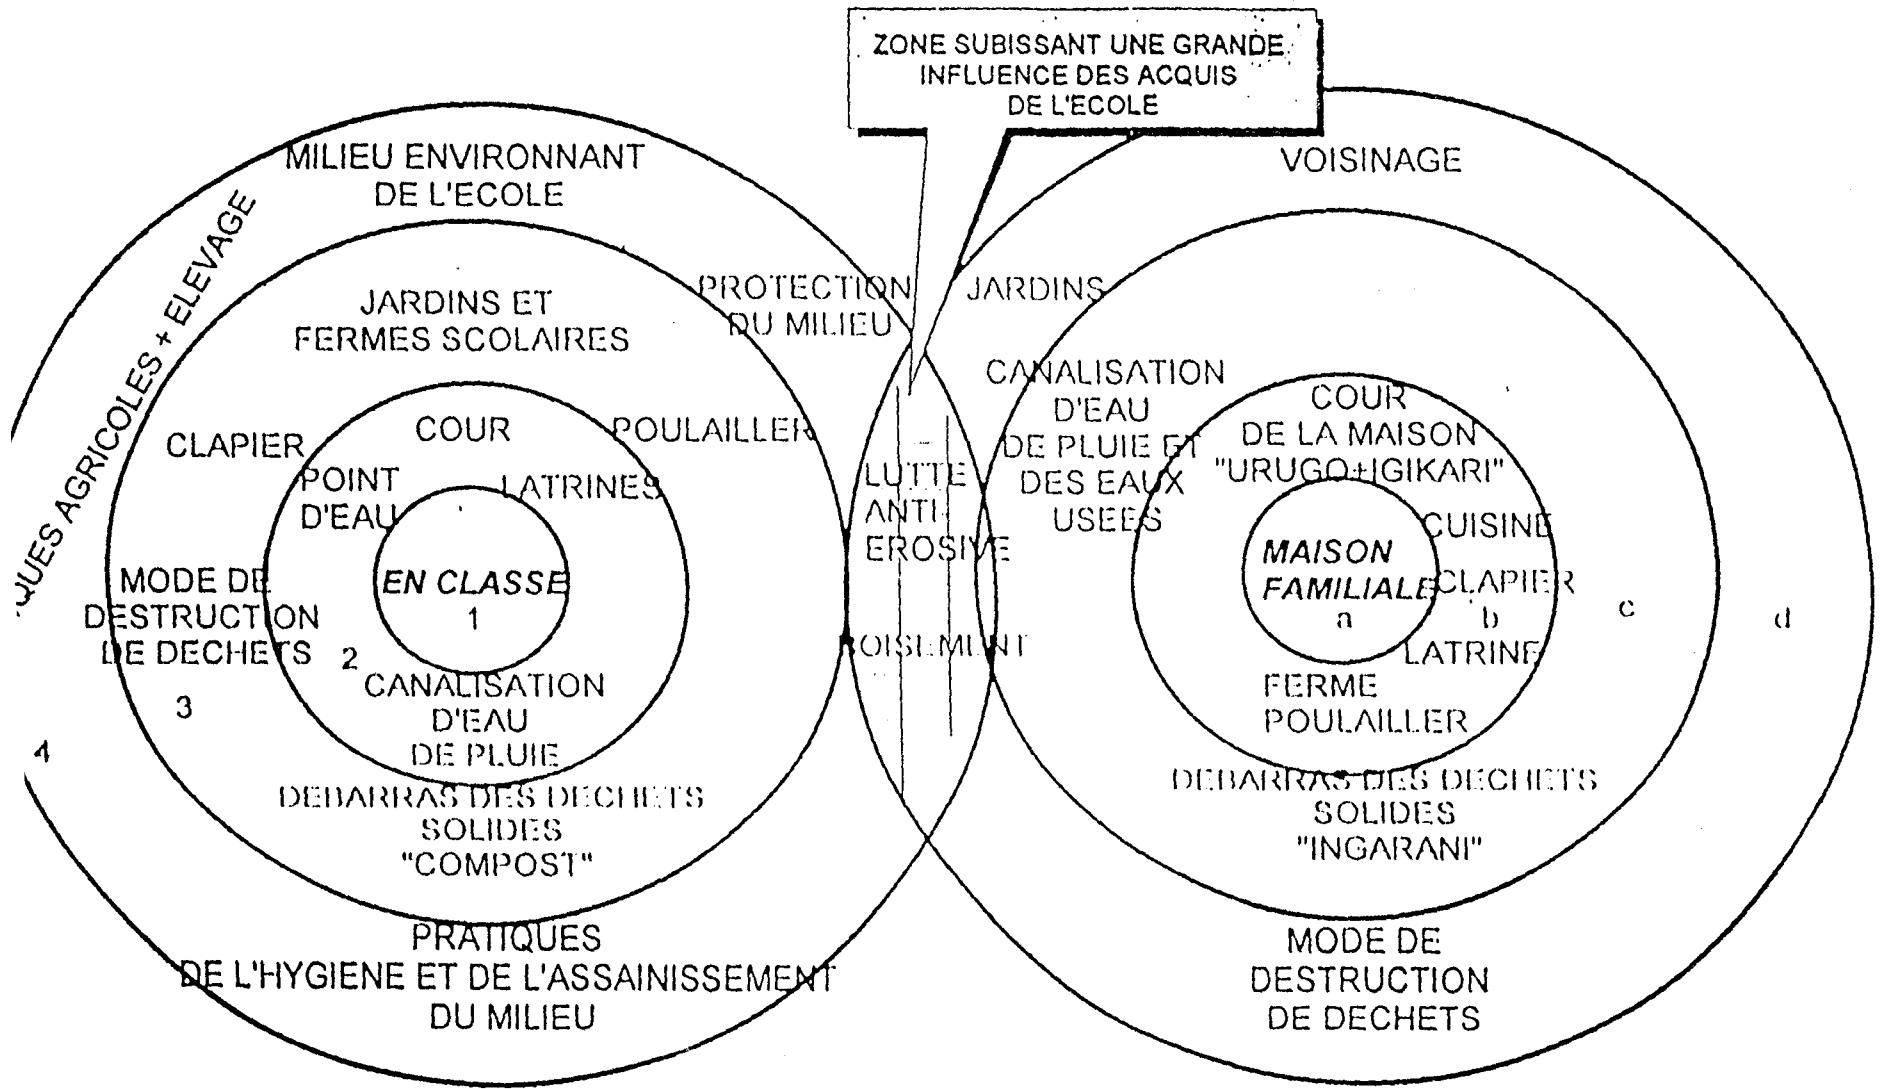 ZONE SUBISSANT UNE GRANDE
INFLUENCE DES ACQUIS
DE L'ECOLE
MILIEU ENVIRONNANT
DE L'ECOLE
AGRICOLES + ELEVAGE
JARDINS ET
FERMES SCOLAIRES
PROTECTION
DU MILIEU
CLAPIER
COUR
POULAILLER
POINT
D'EAU
LATRINES
EN CLASSE
1
MODE DE
DESTRUCTION
DE DECHETS
2
3
4
CANALISATION
D'EAU
DE PLUIE
DEBARRAS DES DECHETS
SOLIDES
"COMPOST"
PRATIQUES
DE L'HYGIENE ET DE L'ASSAINISSEMENT
DU MILIEU
LUTTE
ANTI-
EROSIVE
VOISINAGE
JARDINS
CANALISATION
D'EAU
DE PLUIE ET
DES EAUX
USEES
COUR
DE LA MAISON
"URUGO+IGIKARI"
CUISINE
MAISON
FAMILIALE
a
CLAPIER
b
LATRINE
c
d
FERME
POULAILLER
DEBARRAS DES DECHETS
SOLIDES
"INGARANI"
MODE DE
DESTRUCTION
DE DECHETS